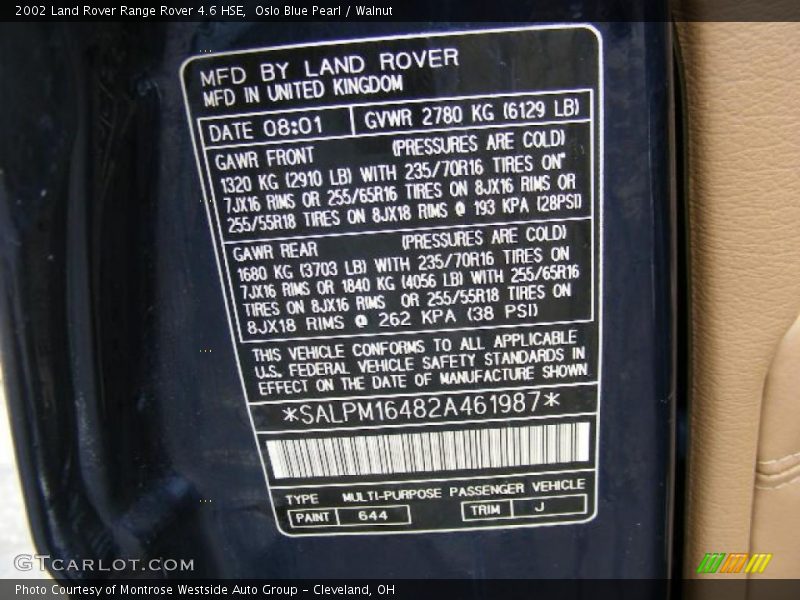 2002 Land Rover Range Rover 4.6 HSE, Oslo Blue Pearl / Walnut
MFD BY LAND ROVER
MFD IN UNITED KINGDOM
DATE 08:01 GVWR 2780 KG (6129 LB)
GAWR FRONT (PRESSURES ARE COLD)
1320 KG (2910 LB) WITH 235/70R16 TIRES ON"
7JX16 RIMS OR 255/65R16 TIRES ON 8JX16 RIMS OR
255/55R18 TIRES ON 8JX18 RIMS @ 193 KPA (28PSI)
GAWR REAR (PRESSURES ARE COLD)
1680 KG (3703 LB) WITH 235/70R16 TIRES ON
7JX16 RIMS OR 1840 KG (4056 LB) WITH 255/65R16
TIRES ON 8JX16 RIMS OR 255/55R18 TIRES ON
8JX18 RIMS @ 262 KPA (38 PSI)
THIS VEHICLE CONFORMS TO ALL APPLICABLE
U.S. FEDERAL VEHICLE SAFETY STANDARDS IN
EFFECT ON THE DATE OF MANUFACTURE SHOWN
*SALPM16482A461987*
TYPE MULTI-PURPOSE PASSENGER VEHICLE
PAINT 644 TRIM J
GTCARLOT.COM
Photo Courtesy of Montrose Westside Auto Group - Cleveland, OH